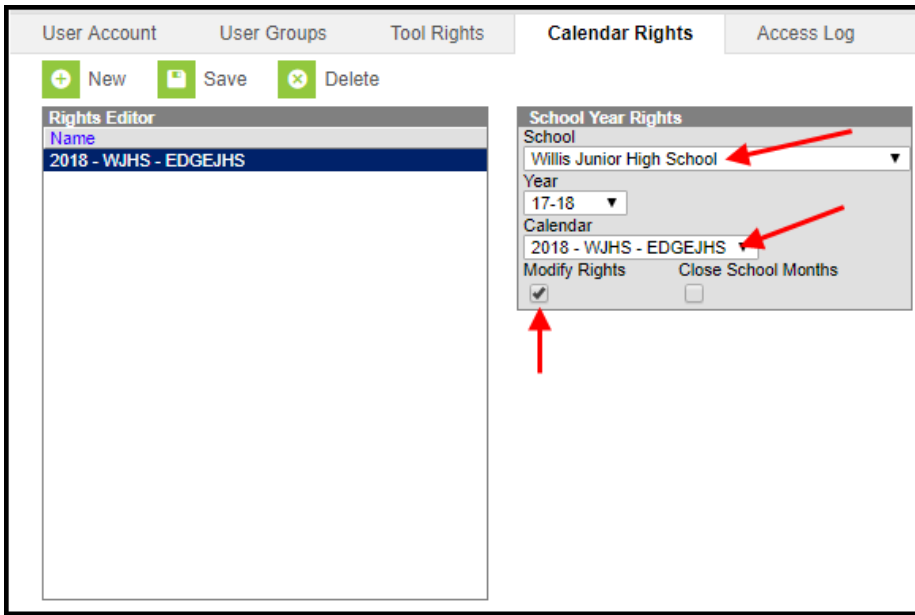 User Account User Groups Tool Rights Calendar Rights Access Log
New Save Delete
Rights Editor
Name
2018 - WJHS - EDGEJHS
School Year Rights
School
Willis Junior High School
Year
17-18
Calendar
2018 - WJHS - EDGEJHS
Modify Rights Close School Months